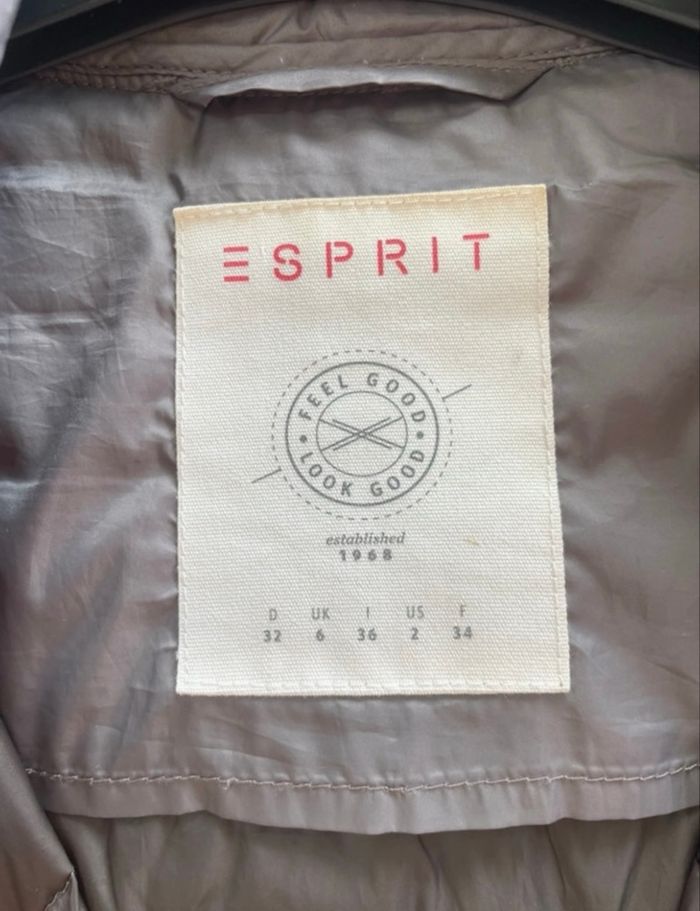 ESPRIT
FEEL GOOD
• LOOK GOOD •
established
1968
D UK I US F
32 6 36 2 34